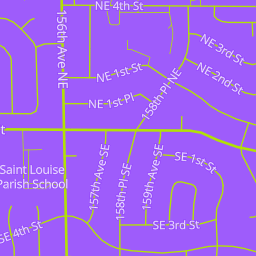 NE 4th St
156th Ave NE
NE-3rd-St
NE-2nd-St
NE-1st-St
158th-Pl-NE
NE-1st-Pl
t
SE-1st-St
Saint Louise
Parish School
157th-Ave-SE
158th-Pl-SE
159th-Ave-SE
SE-3rd-St
SE 4th St